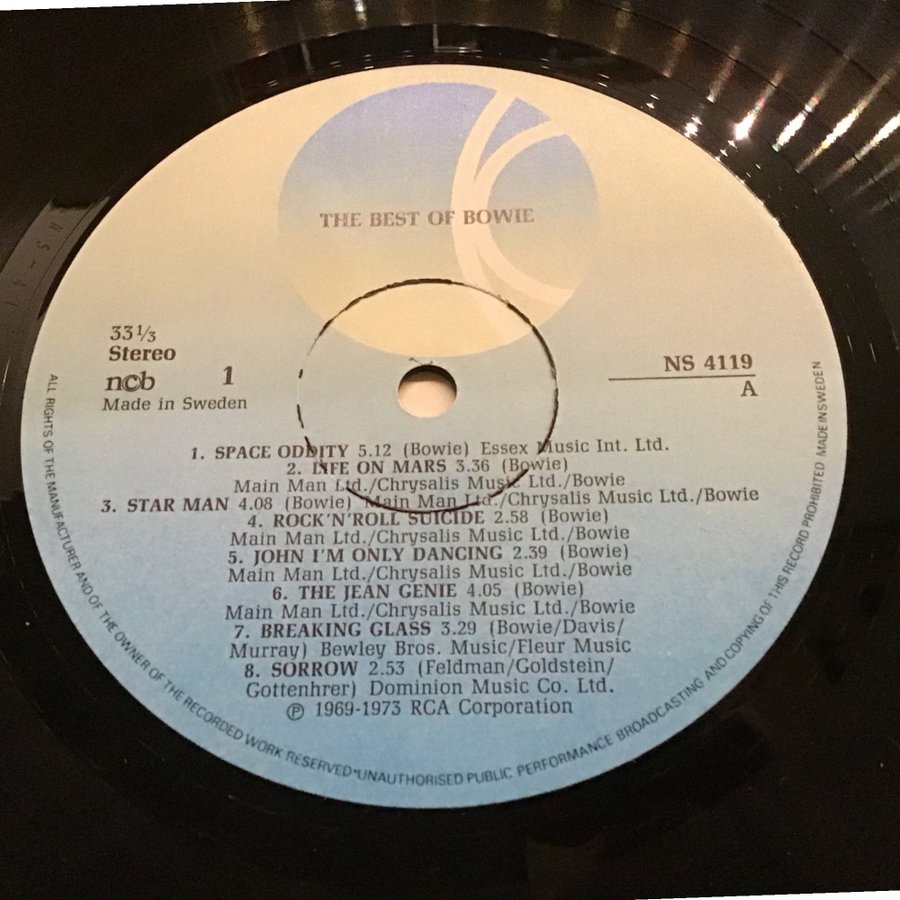 THE BEST OF BOWIE
33 1/3
Stereo
ncb 1
Made in Sweden
NS 4119
A
1. SPACE ODDITY 5.12 (Bowie) Essex Music Int. Ltd.
2. LIFE ON MARS 3.36 (Bowie)
Main Man Ltd./Chrysalis Music Ltd./Bowie
3. STAR MAN 4.08 (Bowie) Main Man Ltd./Chrysalis Music Ltd./Bowie
4. ROCK'N'ROLL SUICIDE 2.58 (Bowie)
Main Man Ltd./Chrysalis Music Ltd./Bowie
5. JOHN I'M ONLY DANCING 2.39 (Bowie)
Main Man Ltd./Chrysalis Music Ltd./Bowie
6. THE JEAN GENIE 4.05 (Bowie)
Main Man Ltd./Chrysalis Music Ltd./Bowie
7. BREAKING GLASS 3.29 (Bowie/Davis/
Murray) Bewley Bros. Music/Fleur Music
8. SORROW 2.53 (Feldman/Goldstein/
Gottenhrer) Dominion Music Co. Ltd.
℗ 1969-1973 RCA Corporation
ALL RIGHTS OF THE MANUFACTURER AND OF THE OWNER OF THE RECORDED WORK RESERVED•UNAUTHORISED PUBLIC PERFORMANCE BROADCASTING AND COPYING OF THIS RECORD PROHIBITED MADE IN SWEDEN